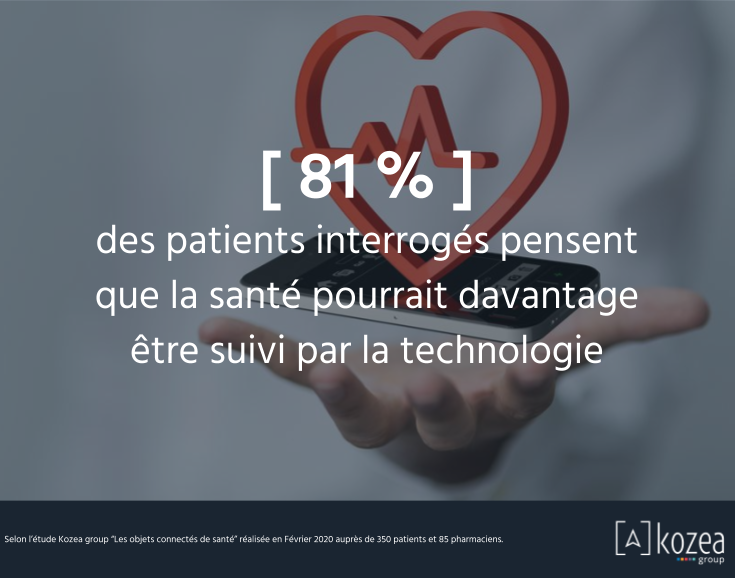 [ 81 % ]
des patients interrogés pensent
que la santé pourrait davantage
être suivi par la technologie
Selon l'étude Kozea group "Les objets connectés de santé" réalisée en Février 2020 auprès de 350 patients et 85 pharmaciens.
[A] kozea
group